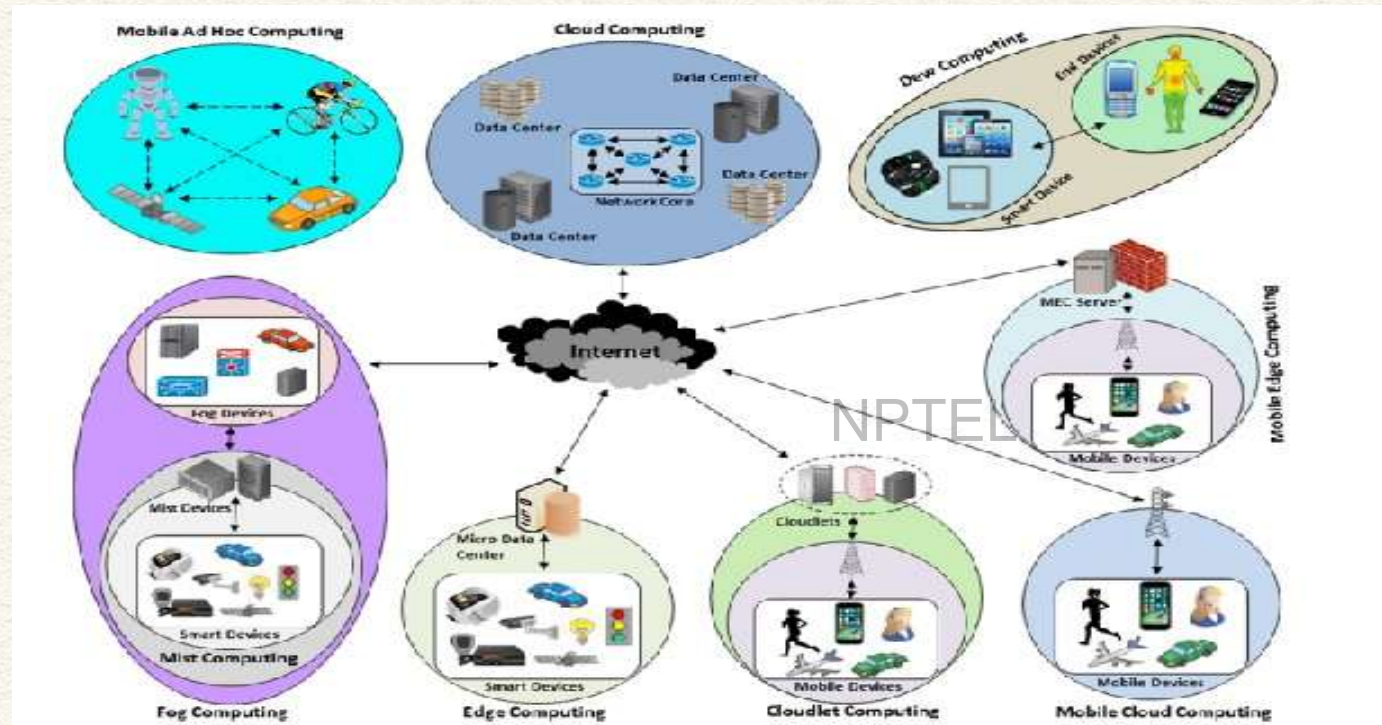 Mobile Ad Hoc Computing
Cloud Computing
Data Center
Data Center
Network Core
Data Center
Data Center
Dew Computing
End Devices
Smart Device
Internet
MEC Server
Mobile Devices
Mobile Edge Computing
Fog Devices
Mist Devices
Smart Devices
Mist Computing
Fog Computing
Micro Data
Center
Smart Devices
Edge Computing
NPTEL
Cloudlets
Mobile Devices
Cloudlet Computing
Mobile Devices
Mobile Cloud Computing